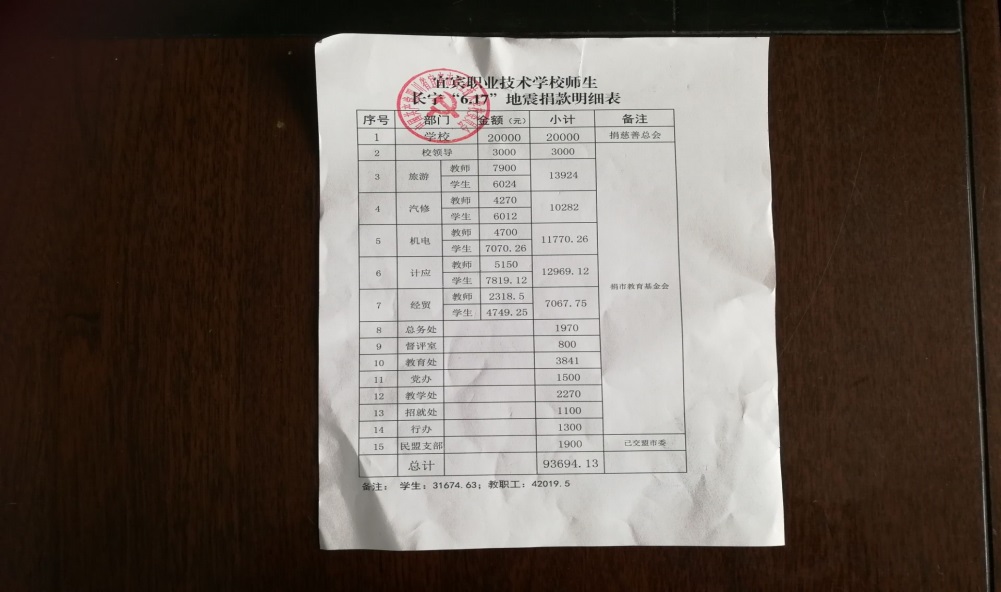 宜宾职业技术学校师生
长宁“6.17”地震捐款明细表
序号 部门 金额（元） 小计 备注
1 学校 20000 20000 捐慈善总会
2 校领导 3000 3000
3 旅游 教师 7900 13924
学生 6024
4 汽修 教师 4270 10282
学生 6012
5 机电 教师 4700 11770.26
学生 7070.26
6 计应 教师 5150 12969.12
学生 7819.12
捐市教育基金会
7 经贸 教师 2318.5 7067.75
学生 4749.25
8 总务处 1970
9 督评室 800
10 教育处 3841
11 党办 1500
12 教学处 2270
13 招就处 1100
14 行办 1300
15 民盟支部 1900 已交盟市委
总计 93694.13
备注： 学生：31674.63；教职工：42019.5